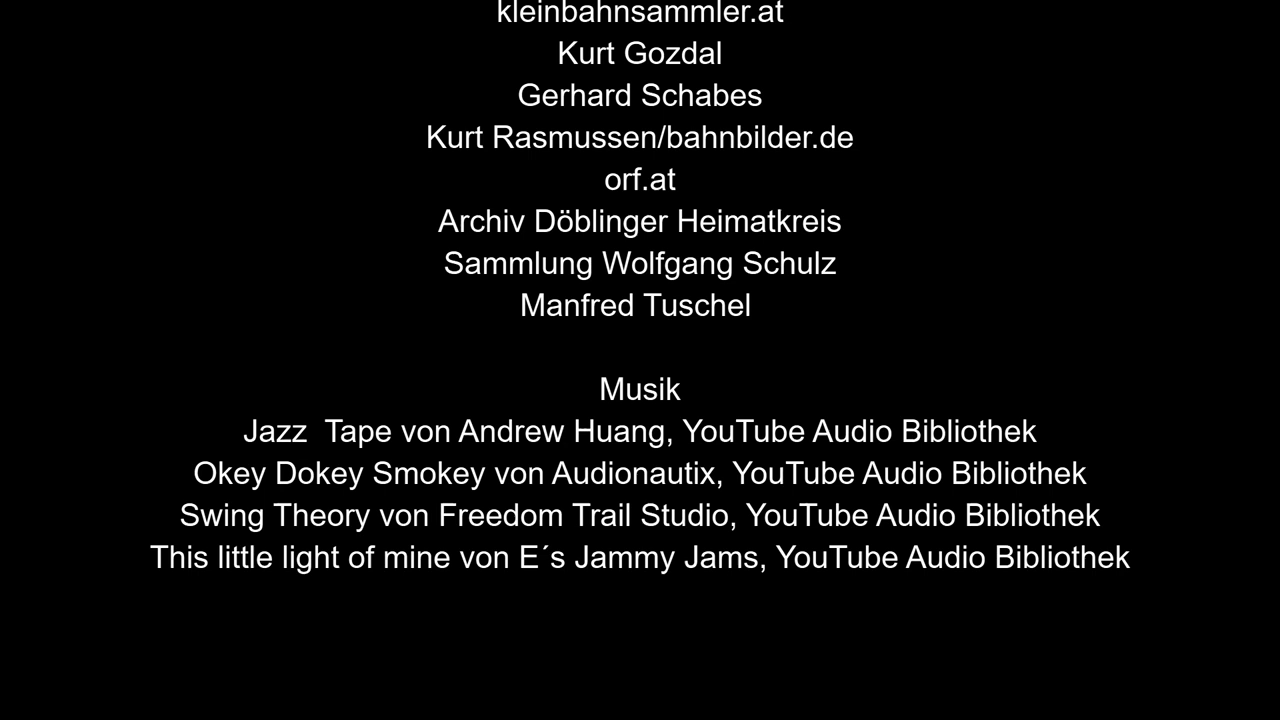 kleinbahnsammler.at
Kurt Gozdal
Gerhard Schabes
Kurt Rasmussen/bahnbilder.de
orf.at
Archiv Döblinger Heimatkreis
Sammlung Wolfgang Schulz
Manfred Tuschel
Musik
Jazz  Tape von Andrew Huang, YouTube Audio Bibliothek
Okey Dokey Smokey von Audionautix, YouTube Audio Bibliothek
Swing Theory von Freedom Trail Studio, YouTube Audio Bibliothek
This little light of mine von E´s Jammy Jams, YouTube Audio Bibliothek